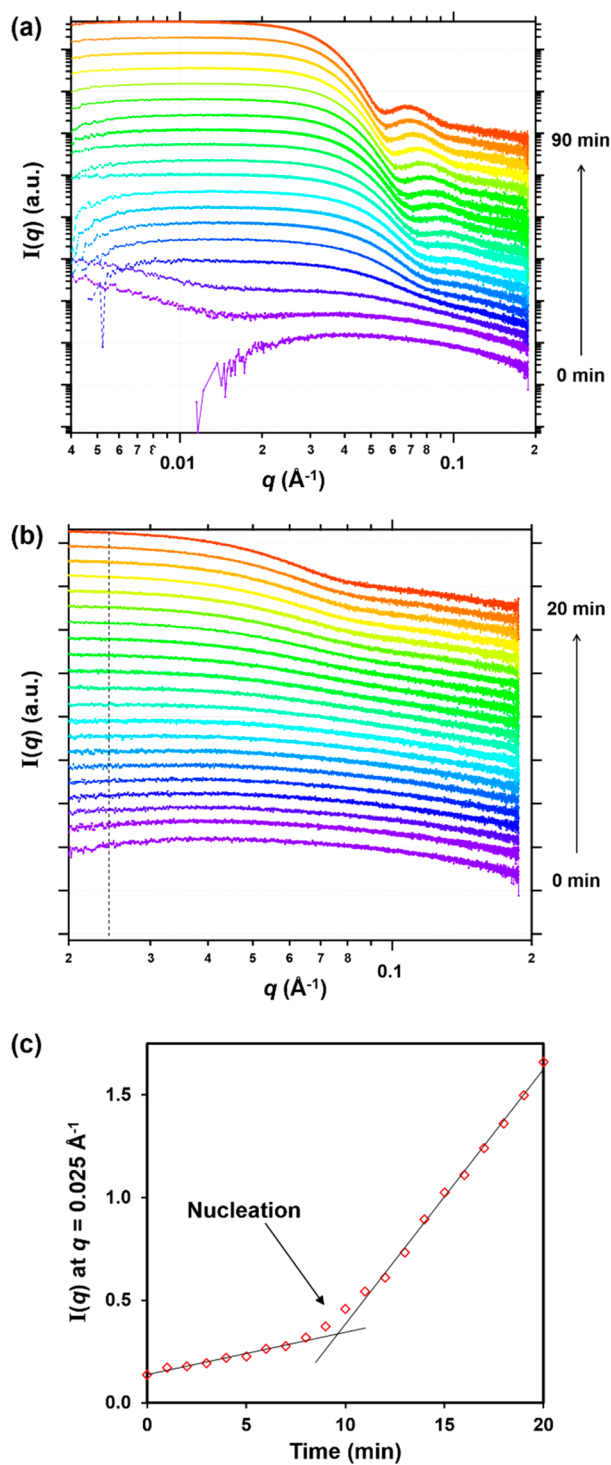 (a)
I(q) (a.u.)
90 min
0 min
4 5 6 7 8 0.01 2 3 4 5 6 7 8 0.1 2
q (Å-1)
(b)
I(q) (a.u.)
20 min
0 min
2 3 4 5 6 7 8 0.1 2
q (Å-1)
(c)
I(q) at q = 0.025 Å-1
1.5
1.0
0.5
0.0
Nucleation
0 5 10 15 20
Time (min)